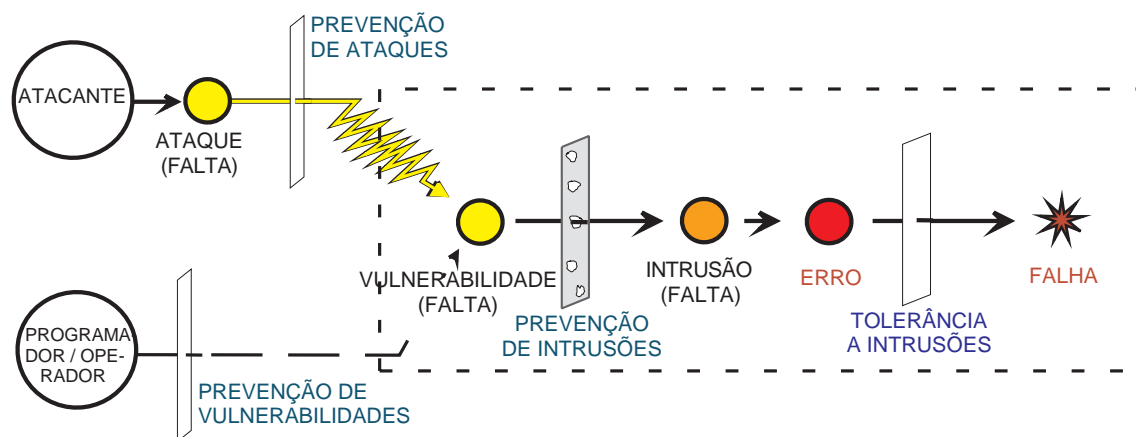 PREVENÇÃO
DE ATAQUES
ATACANTE
ATAQUE
(FALTA)
VULNERABILIDADE
(FALTA)
INTRUSÃO
(FALTA)
ERRO
FALHA
PREVENÇÃO
DE INTRUSÕES
TOLERÂNCIA
A INTRUSÕES
PROGRAMA-
DOR / OPE-
RADOR
PREVENÇÃO DE
VULNERABILIDADES